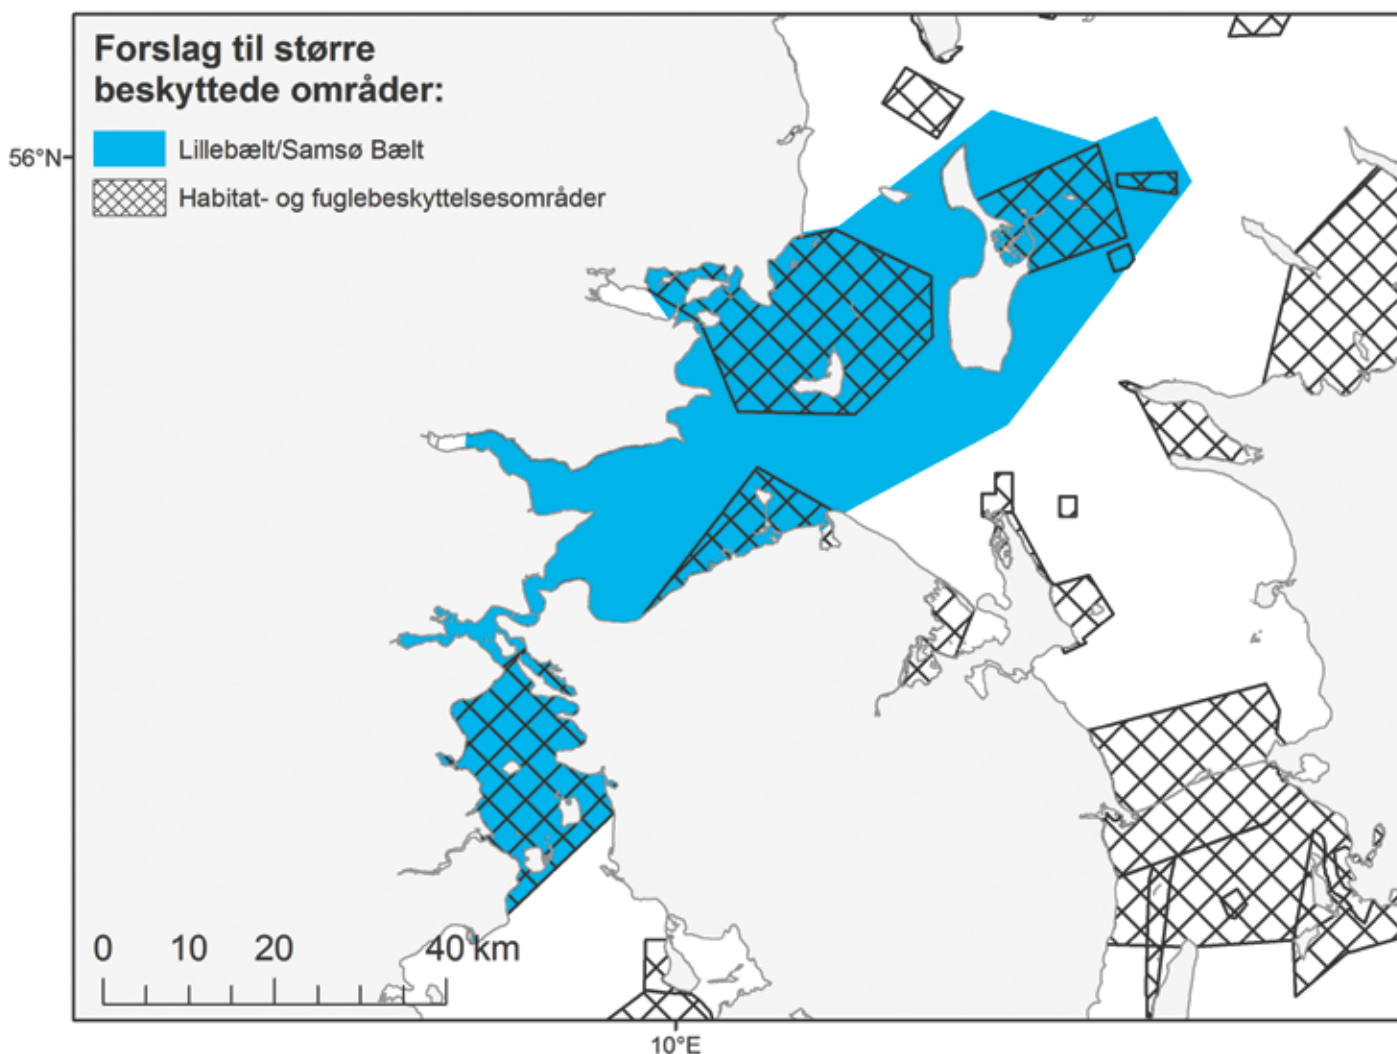 Forslag til større
beskyttede områder:
Lillebælt/Samsø Bælt
56°N
Habitat- og fuglebeskyttelsesområder
0 10 20 40 km
10°E